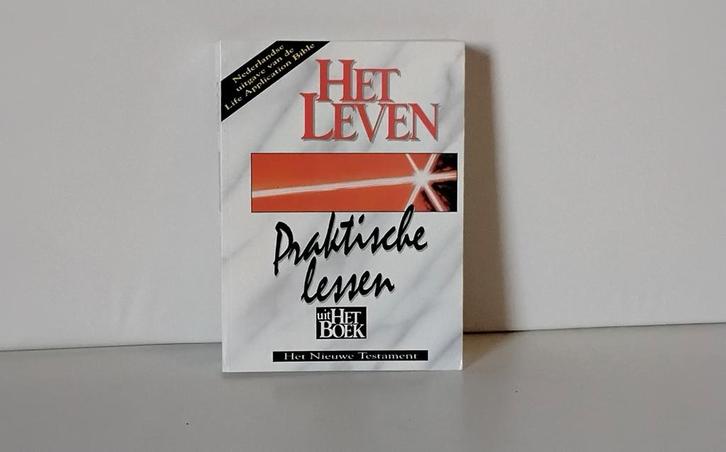 Nederlandse
uitgave van de
Life Application Bible
HET
LEVEN
Praktische
lessen
uit HET
BOEK
Het Nieuwe Testament